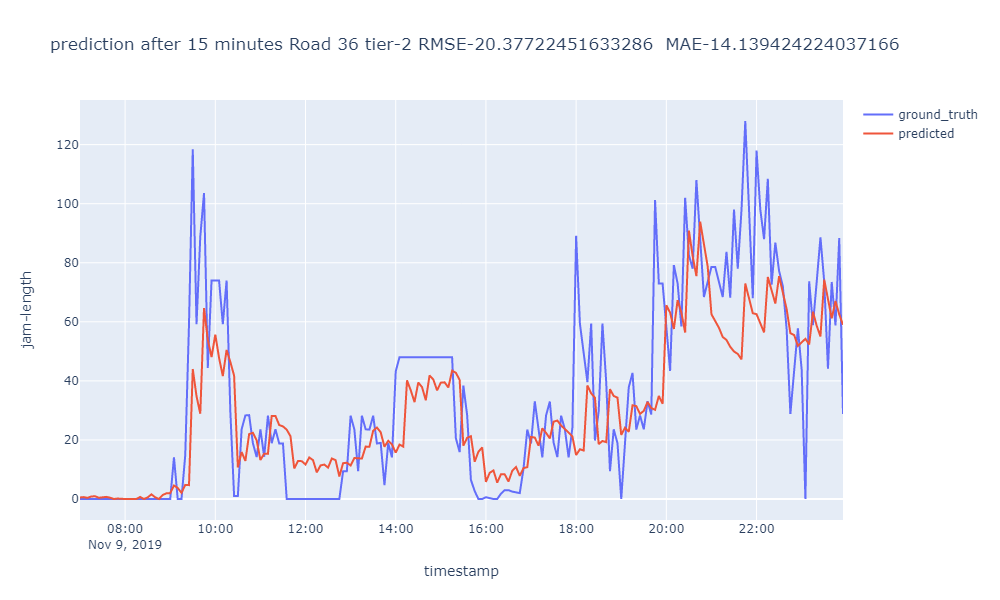 prediction after 15 minutes Road 36 tier-2 RMSE-20.37722451633286  MAE-14.139424224037166
ground_truth
predicted
jam-length
120
100
80
60
40
20
0
08:00 10:00 12:00 14:00 16:00 18:00 20:00 22:00
Nov 9, 2019
timestamp